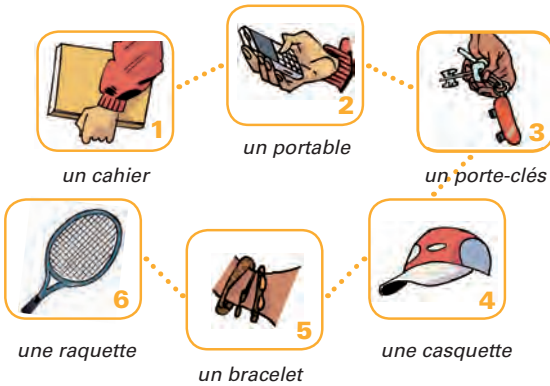 1
un cahier
2
un portable
3
un porte-clés
4
une casquette
5
un bracelet
6
une raquette